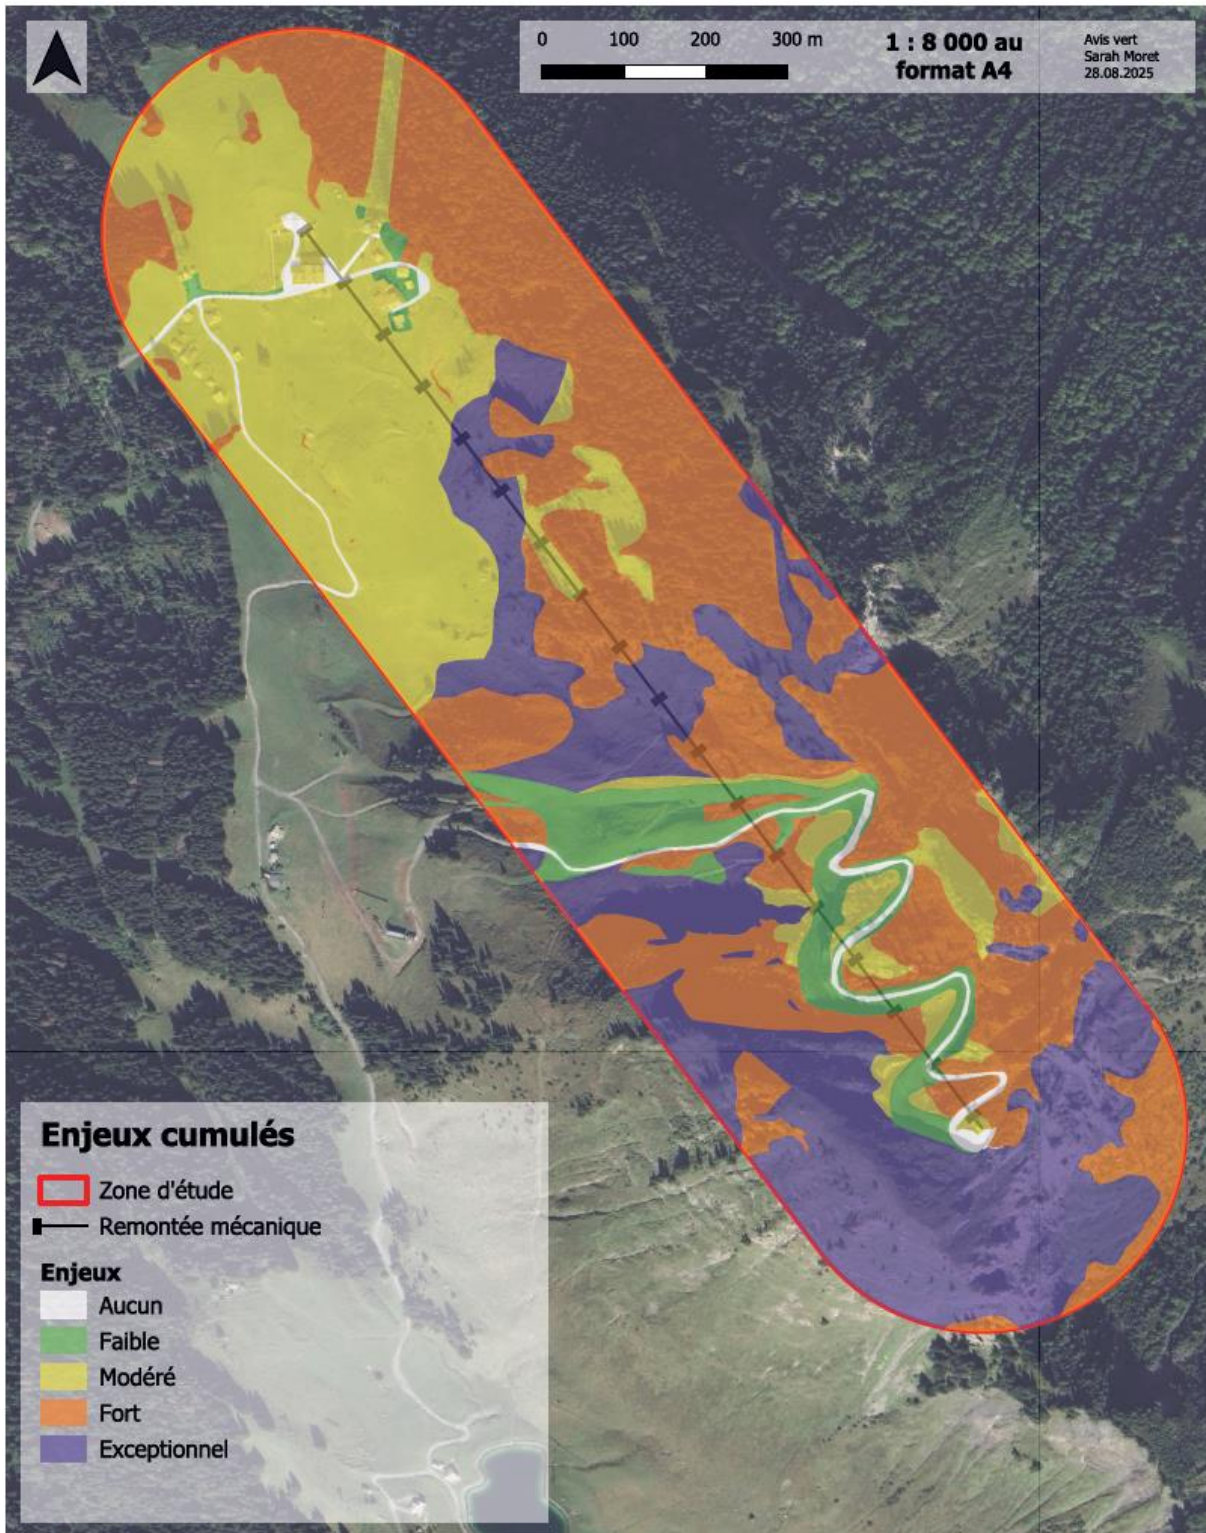 0 100 200 300 m
1 : 8 000 au
format A4
Avis vert
Sarah Moret
28.08.2025
Enjeux cumulés
Zone d'étude
Remontée mécanique
Enjeux
Aucun
Faible
Modéré
Fort
Exceptionnel